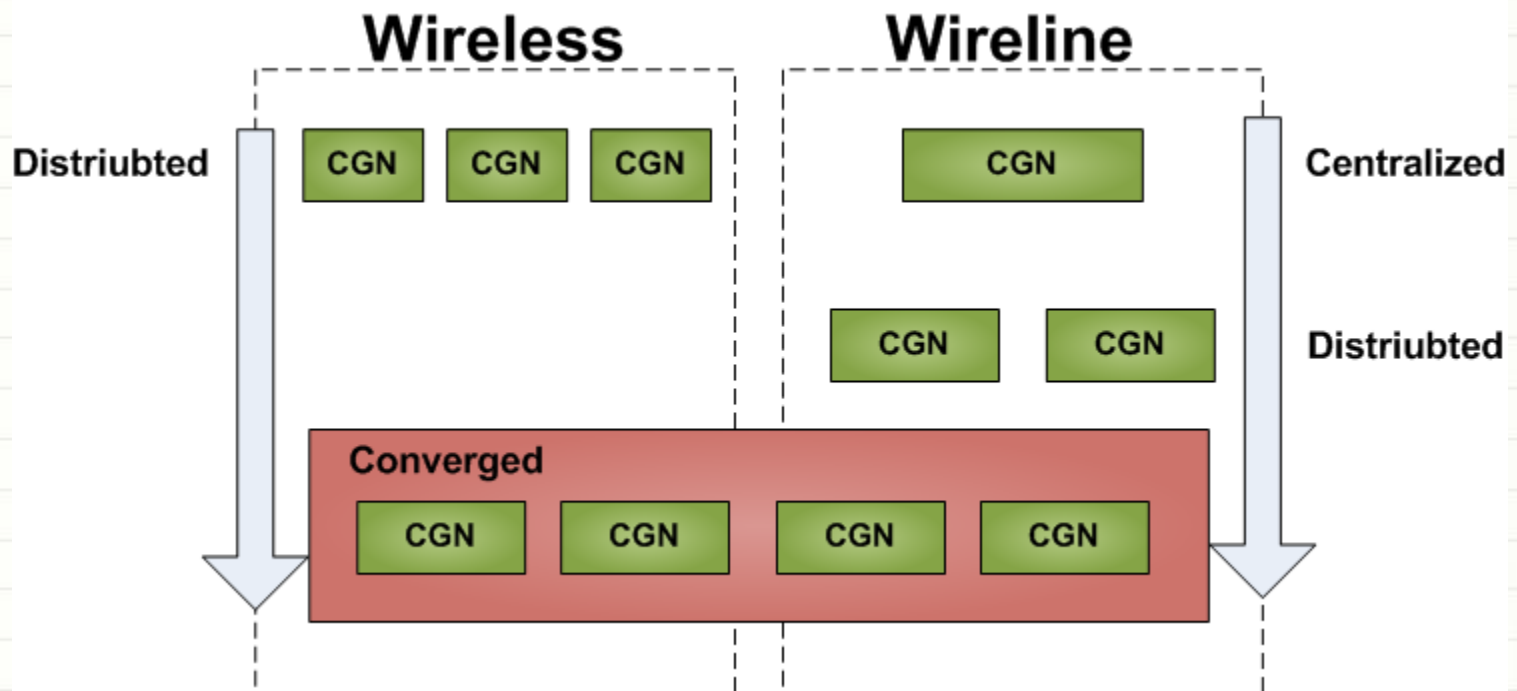 Wireless Wireline
Distriubted CGN CGN CGN CGN Centralized
CGN CGN Distriubted
Converged
CGN CGN CGN CGN